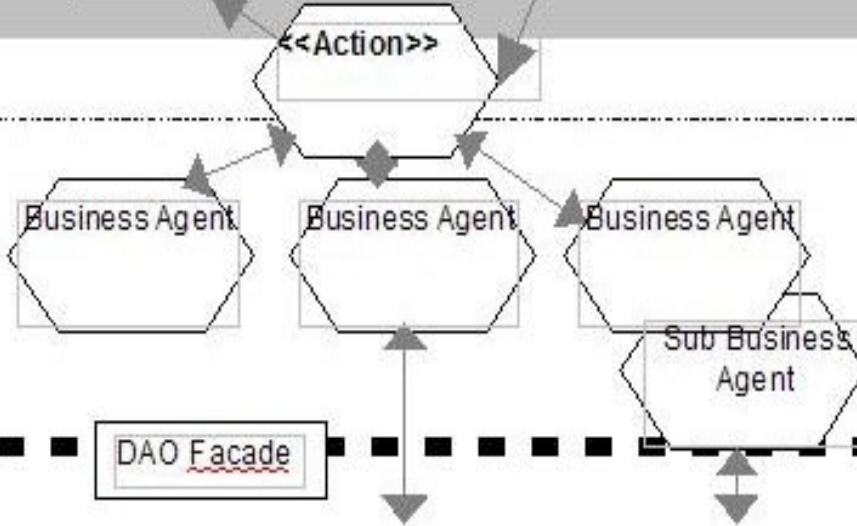 <<Action>>
Business Agent
Business Agent
Business Agent
Sub Business
Agent
DAO Facade